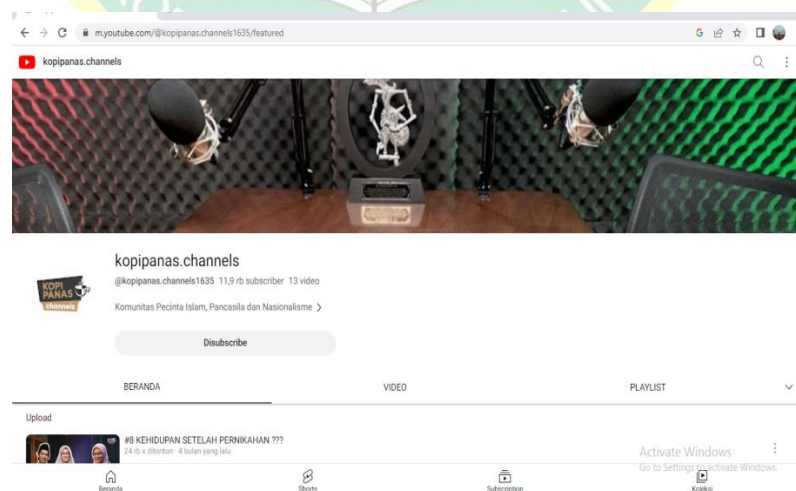 m.youtube.com/@kopipanas.channels1635/featured
kopipanas.channels
kopipanas.channels
@kopipanas.channels1635 11,9 rb subscriber 13 video
KOPI
PANAS
channels
Komunitas Pecinta Islam, Pancasila dan Nasionalisme
Disubscribe
BERANDA VIDEO PLAYLIST
Upload
#8 KEHIDUPAN SETELAH PERNIKAHAN ???
24 rb x ditonton · 4 bulan yang lalu
Activate Windows
Go to Settings to activate Windows.
Beranda Shorts Subscription Koleksi